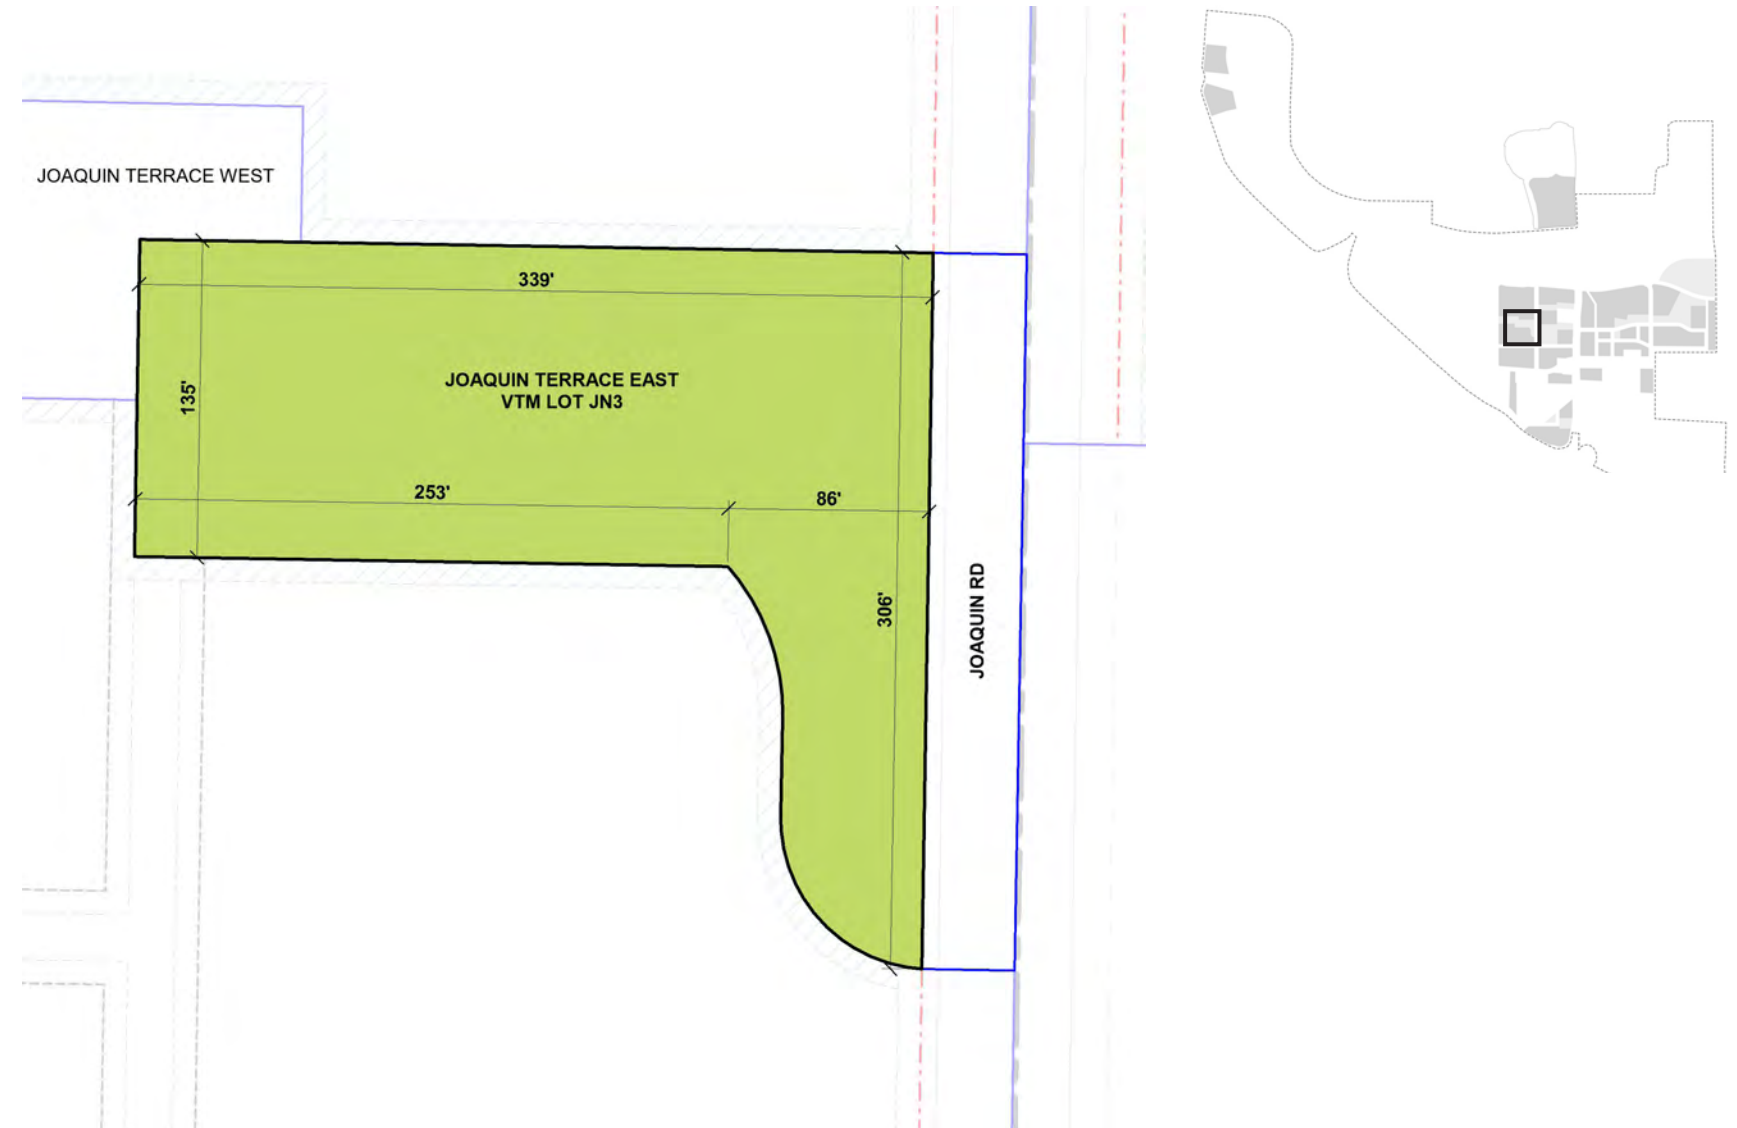 JOAQUIN TERRACE WEST
339'
135'
JOAQUIN TERRACE EAST
VTM LOT JN3
253'
86'
306'
JOAQUIN RD